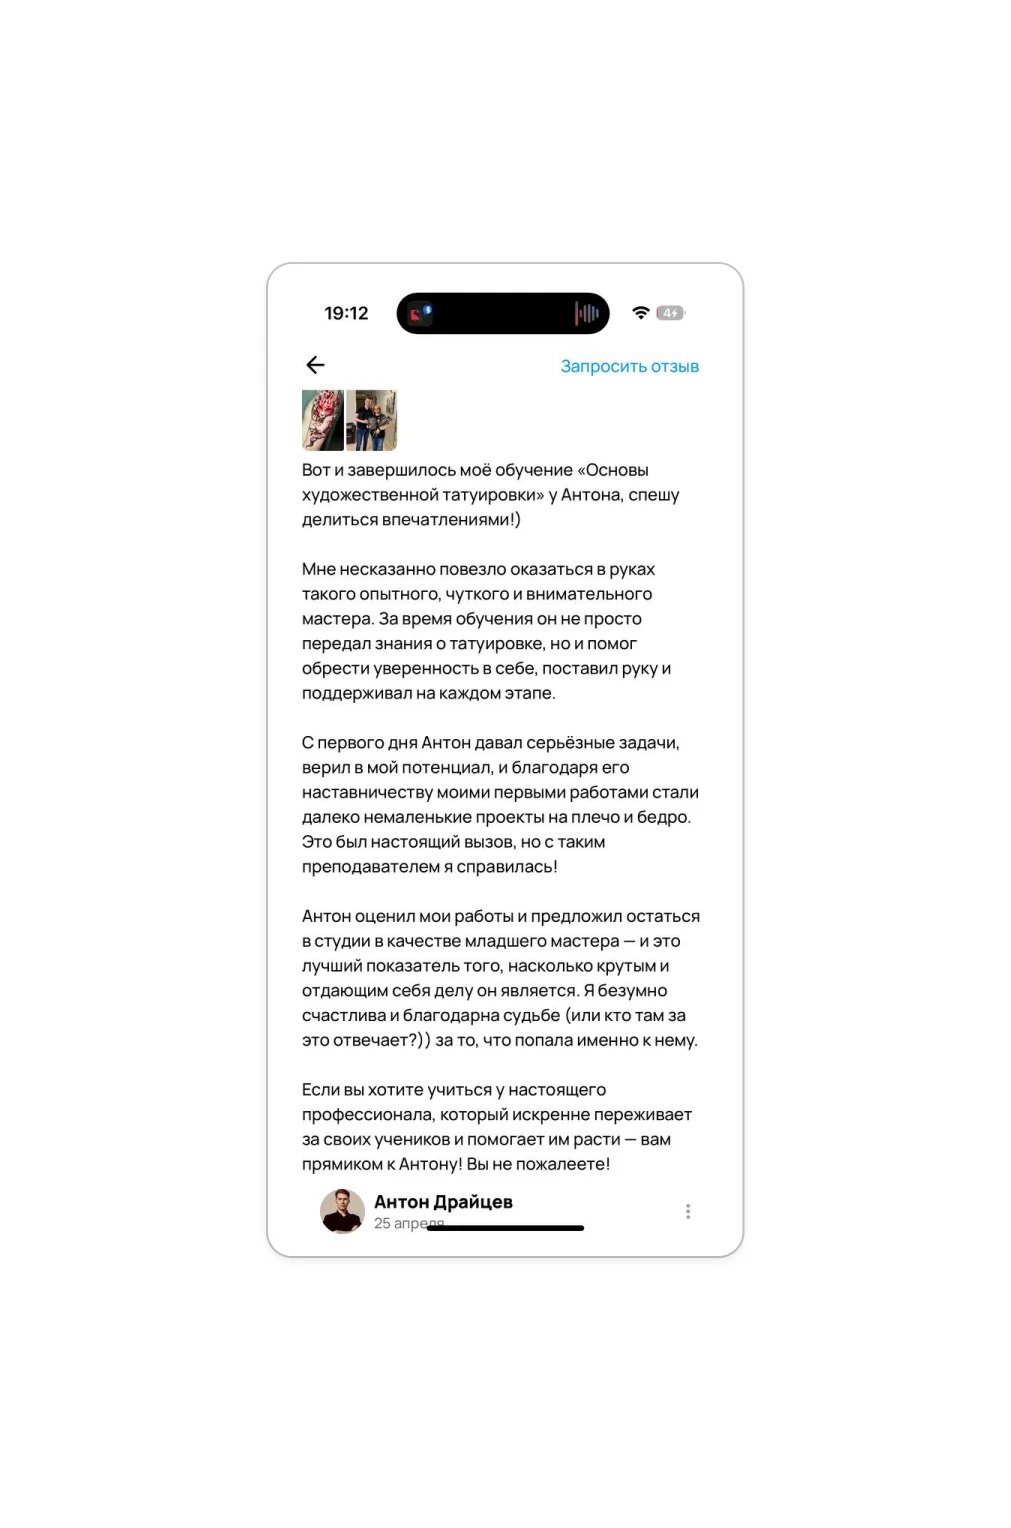 19:12
4
Запросить отзыв
Вот и завершилось моё обучение «Основы
художественной татуировки» у Антона, спешу
делиться впечатлениями!)
Мне несказанно повезло оказаться в руках
такого опытного, чуткого и внимательного
мастера. За время обучения он не просто
передал знания о татуировке, но и помог
обрести уверенность в себе, поставил руку и
поддерживал на каждом этапе.
С первого дня Антон давал серьёзные задачи,
верил в мой потенциал, и благодаря его
наставничеству моими первыми работами стали
далеко немаленькие проекты на плечо и бедро.
Это был настоящий вызов, но с таким
преподавателем я справилась!
Антон оценил мои работы и предложил остаться
в студии в качестве младшего мастера — и это
лучший показатель того, насколько крутым и
отдающим себя делу он является. Я безумно
счастлива и благодарна судьбе (или кто там за
это отвечает?)) за то, что попала именно к нему.
Если вы хотите учиться у настоящего
профессионала, который искренне переживает
за своих учеников и помогает им расти — вам
прямиком к Антону! Вы не пожалеете!
Антон Драйцев
25 апреля